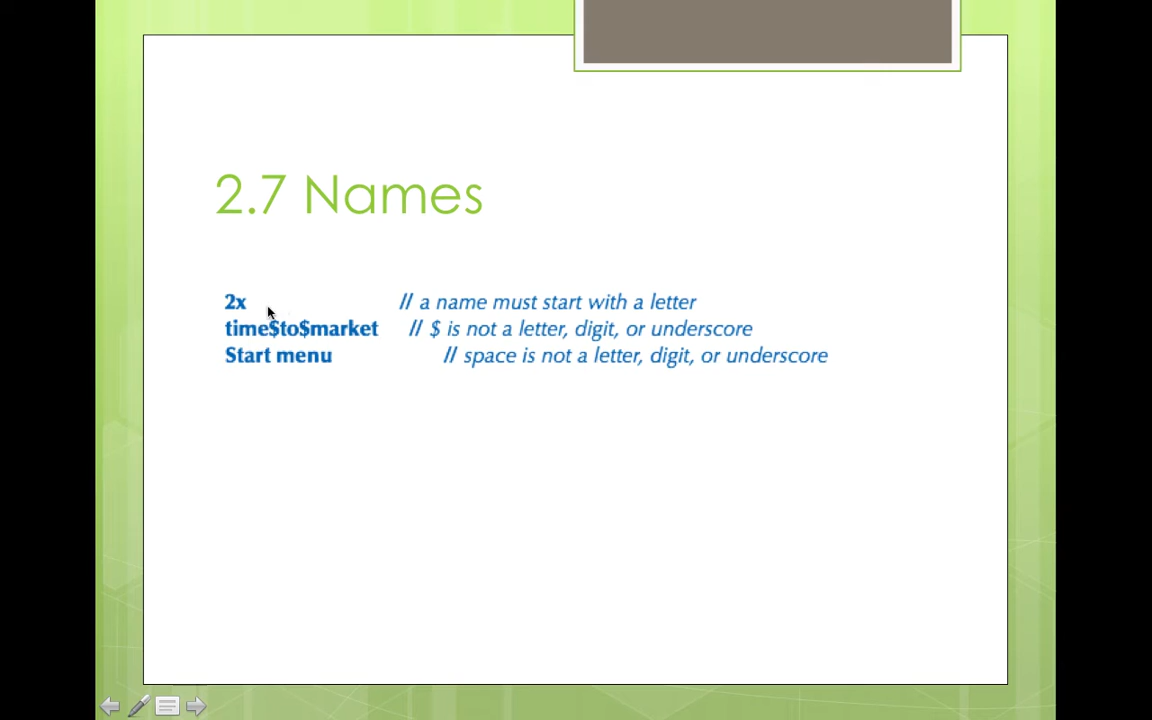 2.7 Names
2x // a name must start with a letter
time$to$market // $ is not a letter, digit, or underscore
Start menu // space is not a letter, digit, or underscore